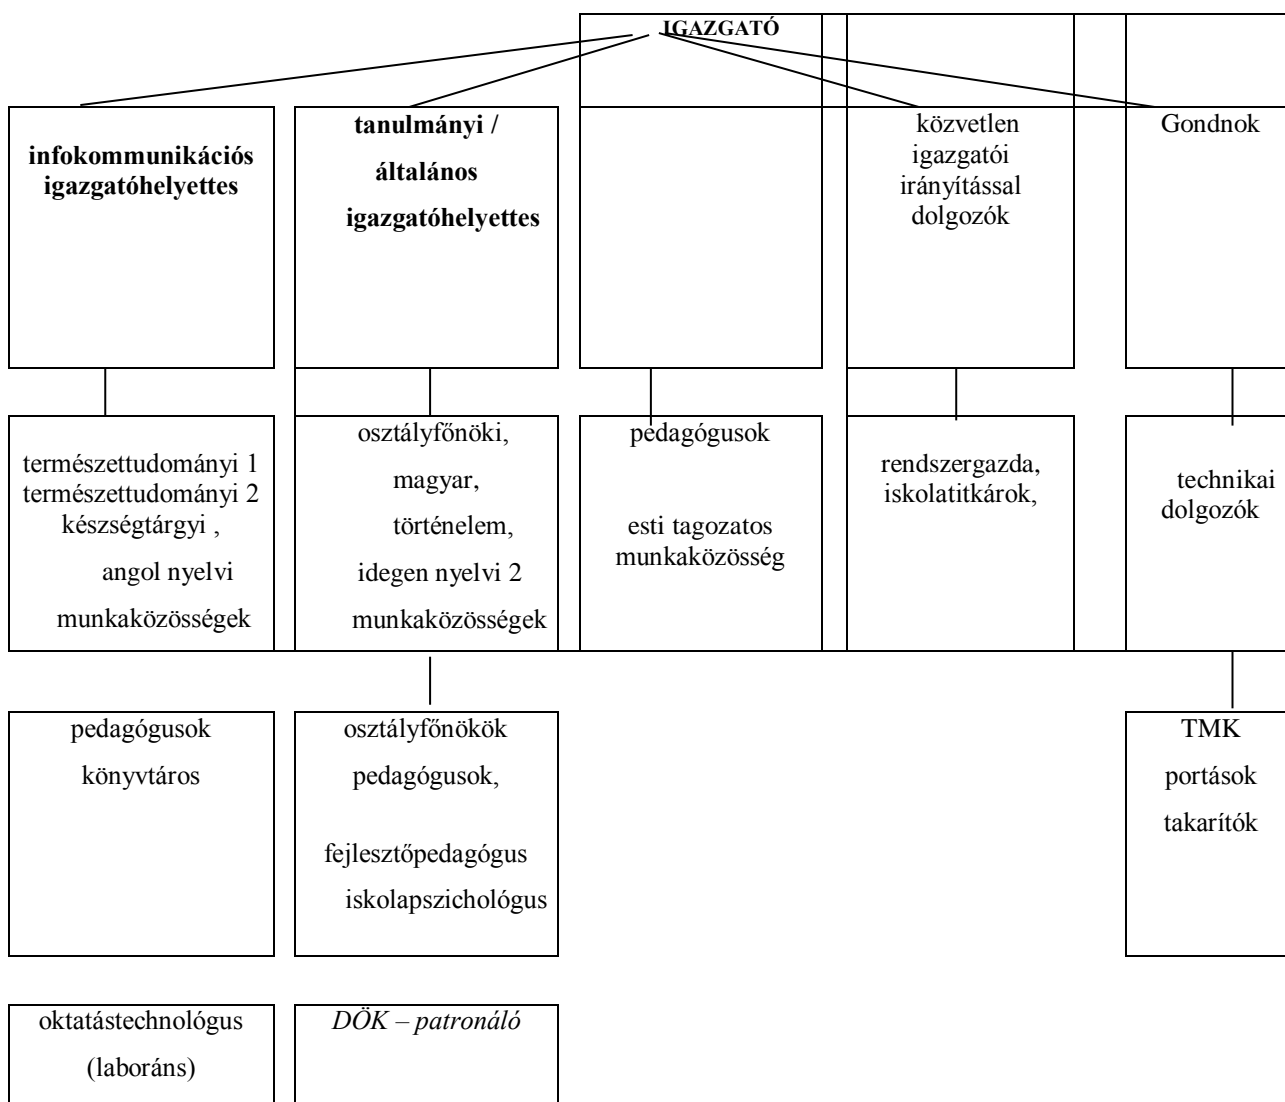 IGAZGATÓ
infokommunikációs
igazgatóhelyettes
tanulmányi /
általános
igazgatóhelyettes
közvetlen
igazgatói
irányítással
dolgozók
Gondnok
természettudományi 1
természettudományi 2
készségtárgyi ,
angol nyelvi
munkaközösségek
osztályfőnöki,
magyar,
történelem,
idegen nyelvi 2
munkaközösségek
pedagógusok
esti tagozatos
munkaközösség
rendszergazda,
iskolatitkárok,
technikai
dolgozók
pedagógusok
könyvtáros
osztályfőnökök
pedagógusok,
fejlesztőpedagógus
iskolapszichológus
TMK
portások
takarítók
oktatástechnológus
(laboráns)
DÖK – patronáló